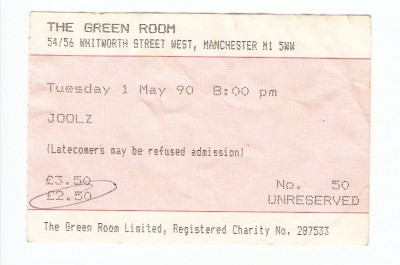 THE GREEN ROOM
54/56 WHITWORTH STREET WEST, MANCHESTER M1 5WW
Tuesday 1 May 90 8:00 pm
JOOLZ
(Latecomers may be refused admission)
£3.50 No. 50
£2.50 UNRESERVED
The Green Room Limited, Registered Charity No. 287533